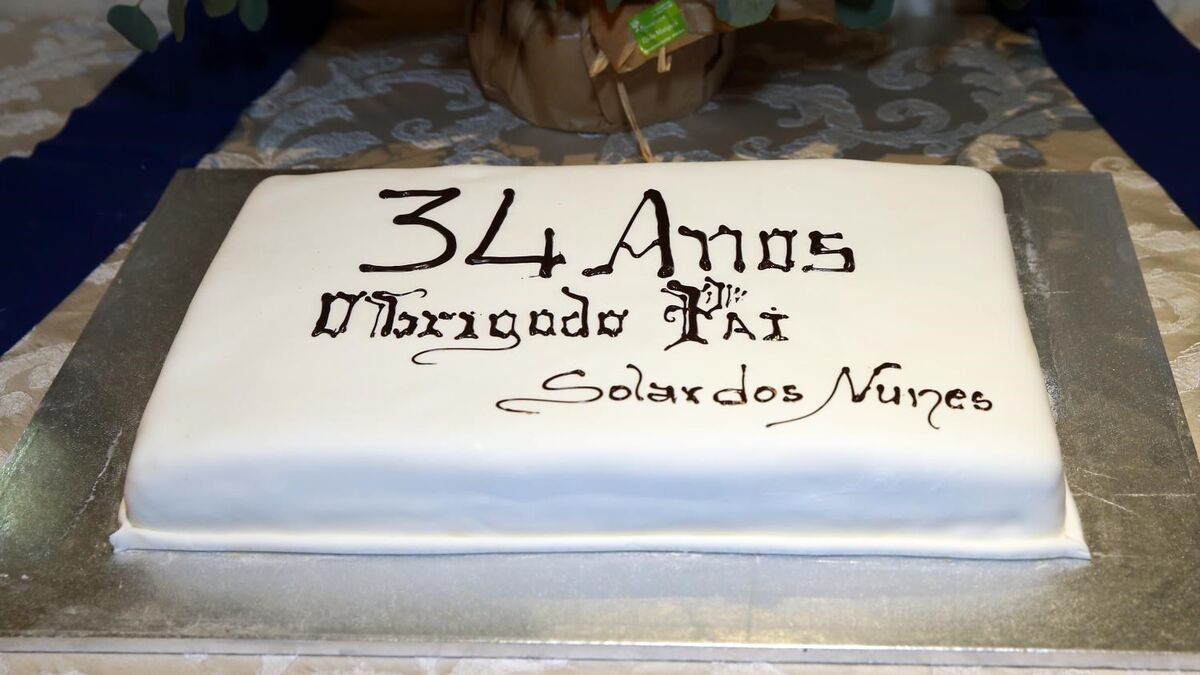 34 Anos
Obrigado Pai
Solar dos Nunes